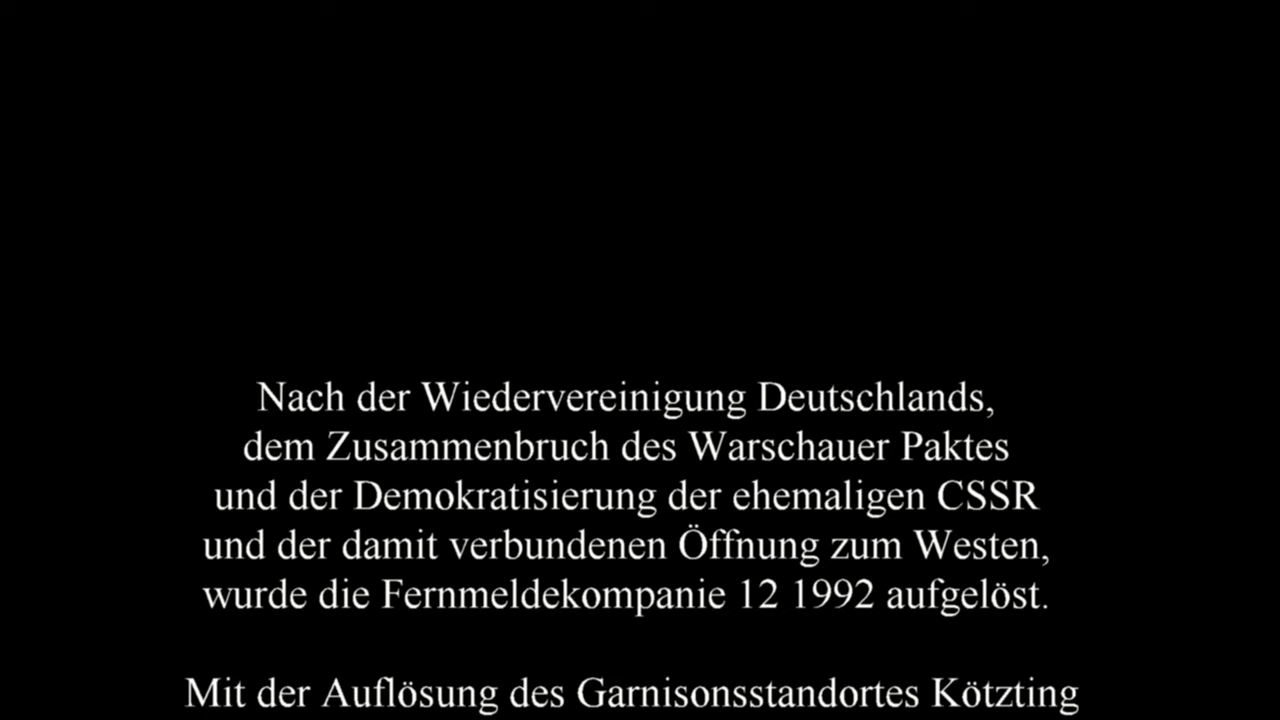 Nach der Wiedervereinigung Deutschlands,
dem Zusammenbruch des Warschauer Paktes
und der Demokratisierung der ehemaligen CSSR
und der damit verbundenen Öffnung zum Westen,
wurde die Fernmeldekompanie 12 1992 aufgelöst.
Mit der Auflösung des Garnisonsstandortes Kötzting